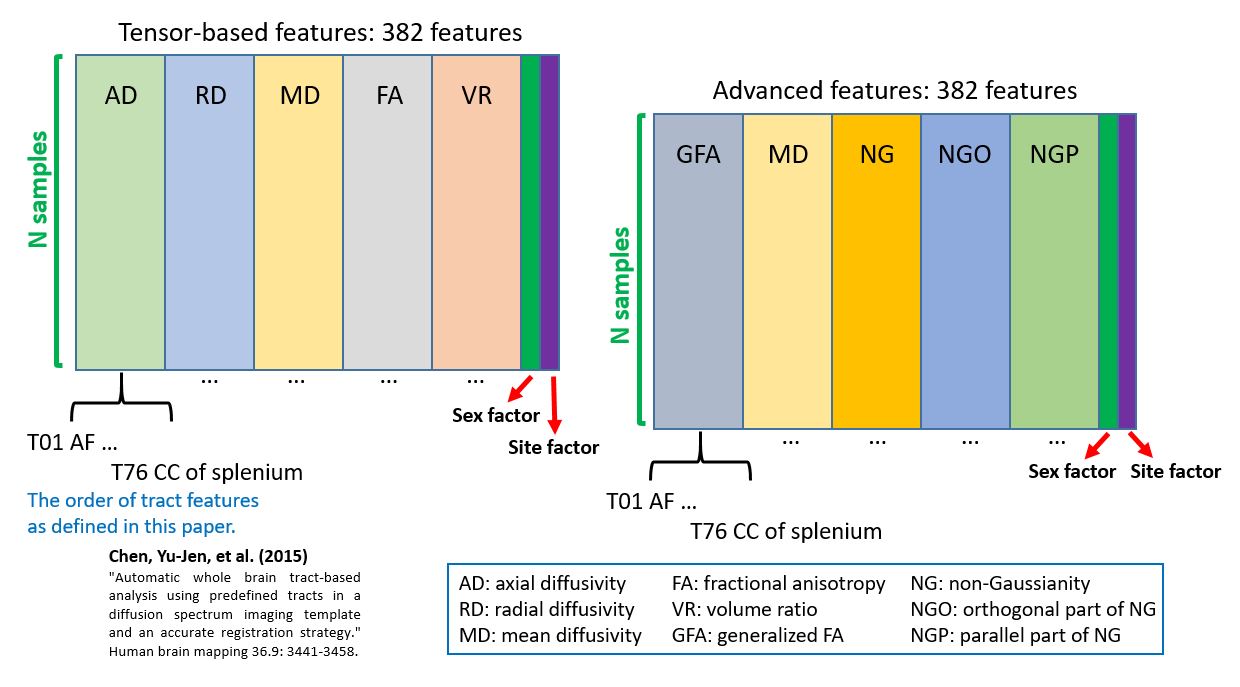 Tensor-based features: 382 features
N samples
AD
RD
MD
FA
VR
...
...
...
...
Sex factor
Site factor
T01 AF ...
T76 CC of splenium
The order of tract features
as defined in this paper.
Chen, Yu-Jen, et al. (2015)
"Automatic whole brain tract-based
analysis using predefined tracts in a
diffusion spectrum imaging template
and an accurate registration strategy."
Human brain mapping 36.9: 3441-3458.
Advanced features: 382 features
N samples
GFA
MD
NG
NGO
NGP
...
...
...
...
Sex factor
Site factor
T01 AF ...
T76 CC of splenium
AD: axial diffusivity
RD: radial diffusivity
MD: mean diffusivity
FA: fractional anisotropy
VR: volume ratio
GFA: generalized FA
NG: non-Gaussianity
NGO: orthogonal part of NG
NGP: parallel part of NG